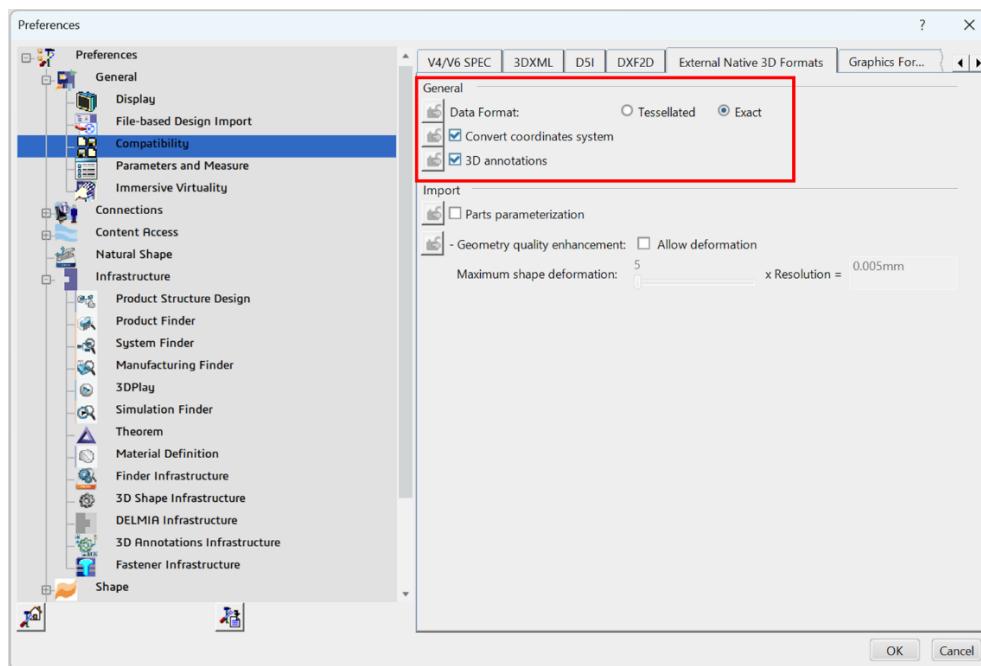 Preferences
?
Preferences
General
Display
File-based Design Import
Compatibility
Parameters and Measure
Immersive Virtuality
Connections
Content Access
Natural Shape
Infrastructure
Product Structure Design
Product Finder
System Finder
Manufacturing Finder
3DPlay
Simulation Finder
Theorem
Material Definition
Finder Infrastructure
3D Shape Infrastructure
DELMIA Infrastructure
3D Annotations Infrastructure
Fastener Infrastructure
Shape
V4/V6 SPEC 3DXML D5I DXF2D External Native 3D Formats Graphics For...
General
Data Format: Tessellated Exact
Convert coordinates system
3D annotations
Import
Parts parameterization
- Geometry quality enhancement: Allow deformation
Maximum shape deformation: 5 x Resolution = 0.005mm
OK Cancel